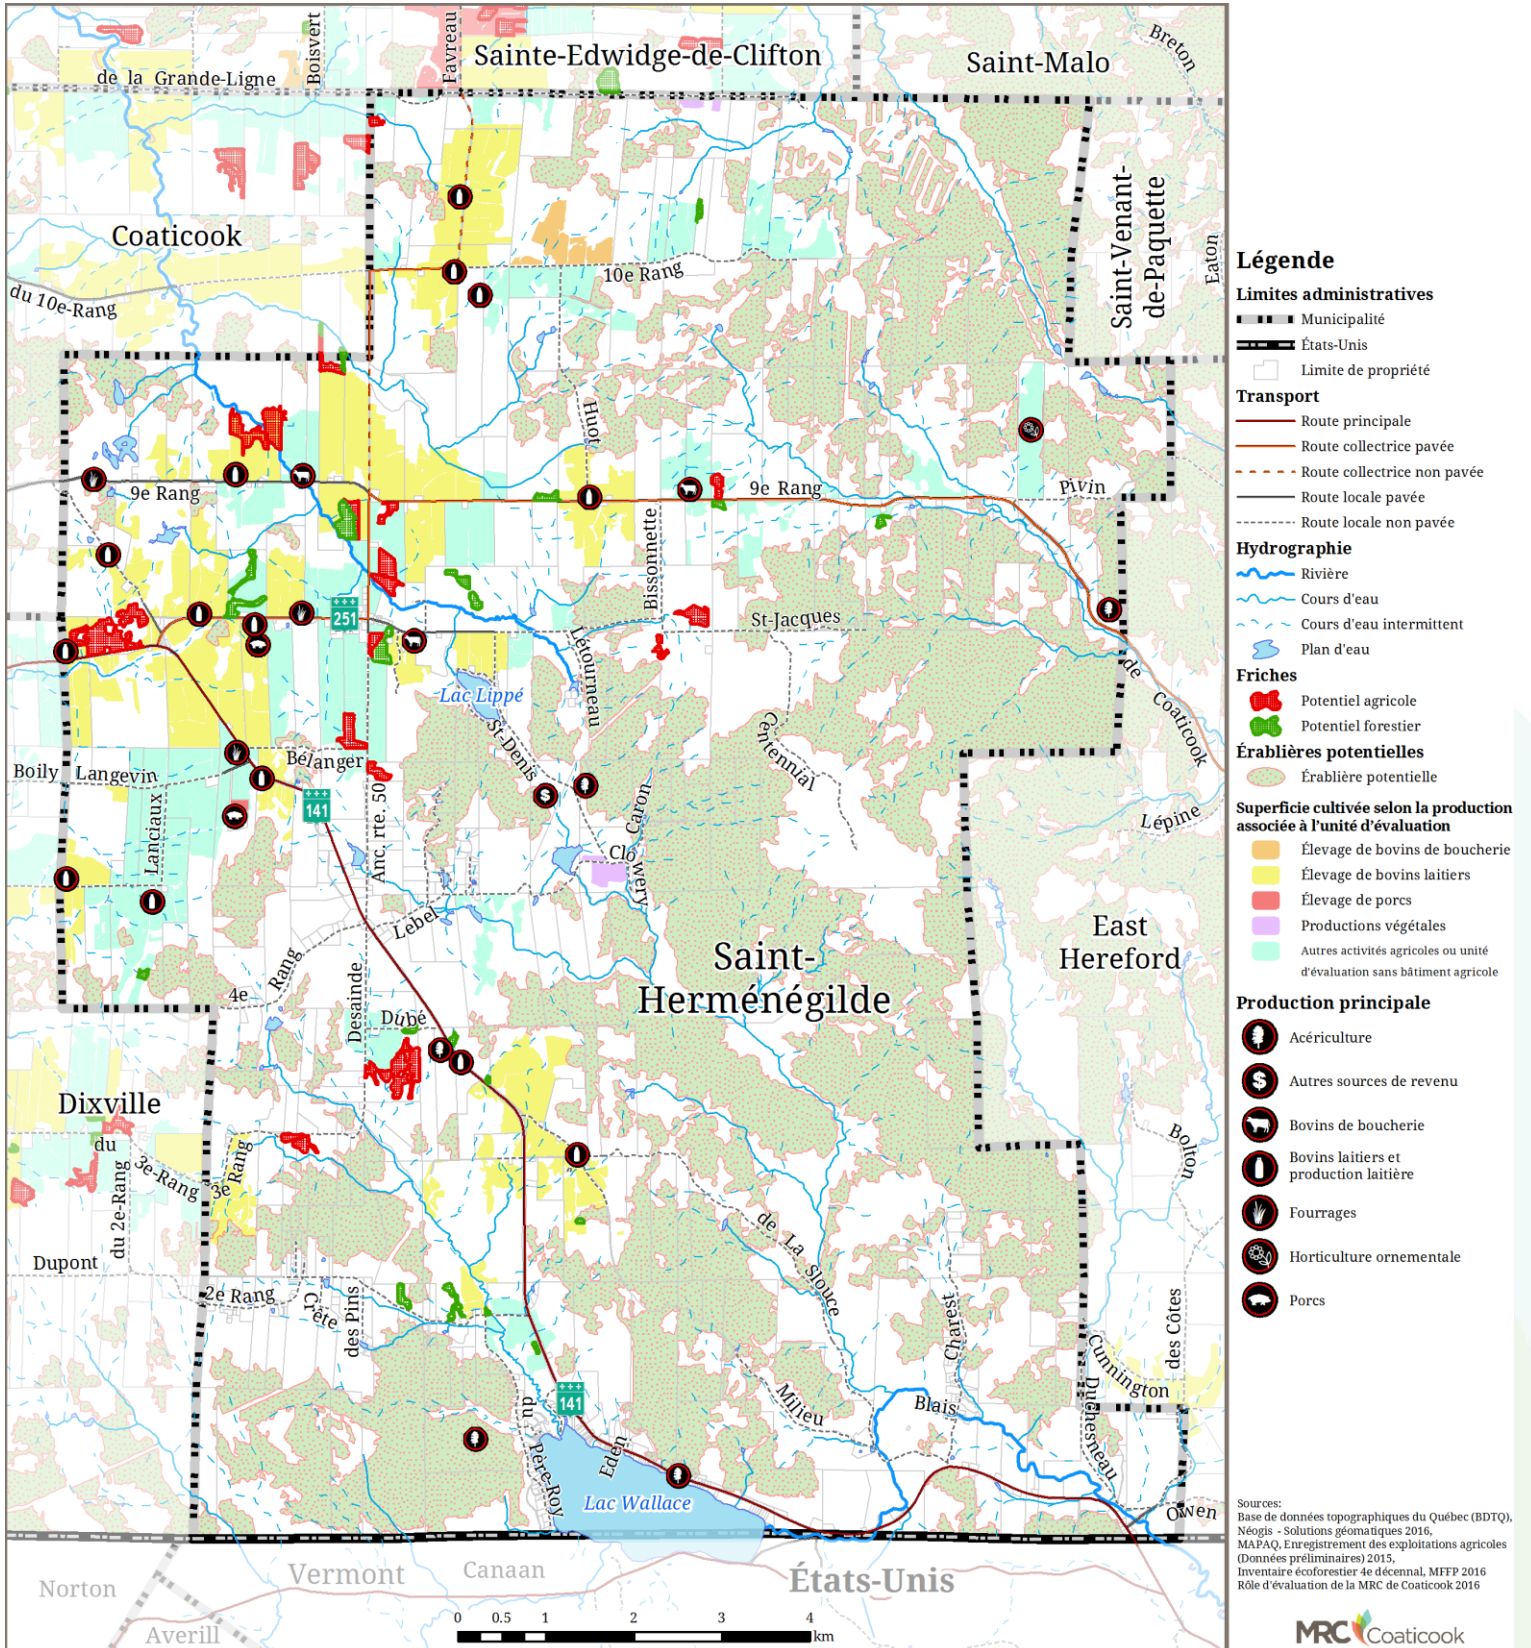 Sainte-Edwidge-de-Clifton
Saint-Malo
Breton
Boisvert
Favreau
de la Grande-Ligne
Saint-Venant-
de-Paquette
Eaton
Coaticook
du 10e-Rang
10e Rang
Huot
9e Rang
9e Rang
Pivin
Bissonnette
251
St-Jacques
Létourneau
Lac Lippé
St-Denis
Centennial
de Coaticook
Boily
Langevin
Bélanger
141
Lanciaux
Anc. rte. 50
Caron
Clowery
Lépine
Lebel
4e Rang
Desainde
Dubé
Saint-
Herménégilde
East
Hereford
Dixville
du 3e-Rang
3e Rang
du 2e-Rang
Dupont
2e Rang
Crête
des Pins
de La Slouce
Bolton
des Côtes
Charest
Cunnington
Duchesneau
Milieu
Blais
141
du Père-Roy
Eden
Lac Wallace
Owen
Norton
Vermont
Canaan
États-Unis
Averill
0 0.5 1 2 3 4
km
Légende
Limites administratives
Municipalité
États-Unis
Limite de propriété
Transport
Route principale
Route collectrice pavée
Route collectrice non pavée
Route locale pavée
Route locale non pavée
Hydrographie
Rivière
Cours d'eau
Cours d'eau intermittent
Plan d'eau
Friches
Potentiel agricole
Potentiel forestier
Érablières potentielles
Érablière potentielle
Superficie cultivée selon la production
associée à l'unité d'évaluation
Élevage de bovins de boucherie
Élevage de bovins laitiers
Élevage de porcs
Productions végétales
Autres activités agricoles ou unité
d'évaluation sans bâtiment agricole
Production principale
Acériculture
Autres sources de revenu
Bovins de boucherie
Bovins laitiers et
production laitière
Fourrages
Horticulture ornementale
Porcs
Sources:
Base de données topographiques du Québec (BDTQ),
Néogis - Solutions géomatiques 2016,
MAPAQ, Enregistrement des exploitations agricoles
(Données préliminaires) 2015,
Inventaire écoforestier 4e décennal, MFFP 2016
Rôle d'évaluation de la MRC de Coaticook 2016
MRC Coaticook